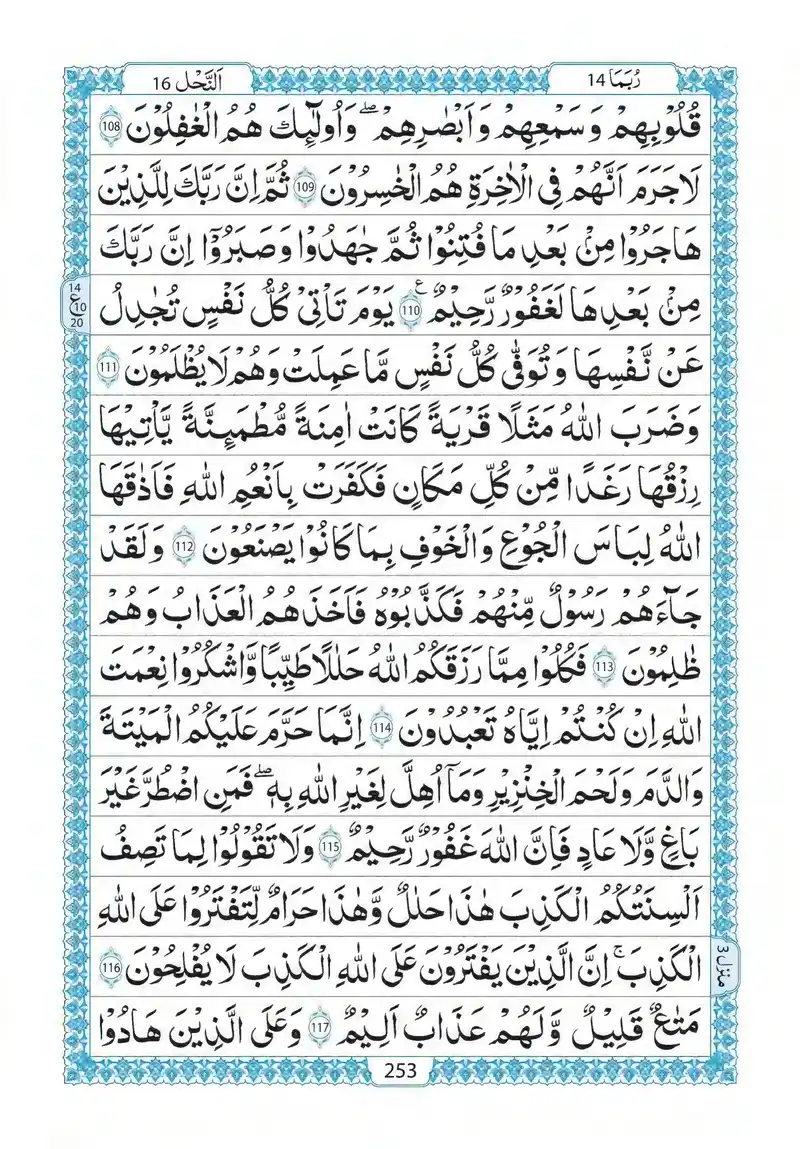 رُبَمَا 14
اَلنَّحْل 16
قُلُوْبِهِمْ وَسَمْعِهِمْ وَاَبْصَارِهِمْ ۖ وَاُولٰٓئِكَ هُمُ الْغٰفِلُوْنَ 108
لَاجَرَمَ اَنَّهُمْ فِى الْاٰخِرَةِ هُمُ الْخٰسِرُوْنَ 109 ثُمَّ اِنَّ رَبَّكَ لِلَّذِيْنَ
هَاجَرُوْا مِنْۢ بَعْدِ مَا فُتِنُوْا ثُمَّ جٰهَدُوْا وَصَبَرُوْٓا اِنَّ رَبَّكَ
مِنْۢ بَعْدِهَا لَغَفُوْرٌ رَّحِيْمٌ 110 ع يَوْمَ تَاْتِىْ كُلُّ نَفْسٍ تُجَادِلُ
14 ع 10 20
عَنْ نَّفْسِهَا وَتُوَفّٰى كُلُّ نَفْسٍ مَّا عَمِلَتْ وَهُمْ لَا يُظْلَمُوْنَ 111
وَضَرَبَ اللّٰهُ مَثَلًا قَرْيَةً كَانَتْ اٰمِنَةً مُّطْمَىِٕنَّةً يَّاْتِيْهَا
رِزْقُهَا رَغَدًا مِّنْ كُلِّ مَكَانٍ فَكَفَرَتْ بِاَنْعُمِ اللّٰهِ فَاَذَاقَهَا
اللّٰهُ لِبَاسَ الْجُوْعِ وَالْخَوْفِ بِمَا كَانُوْا يَصْنَعُوْنَ 112 وَلَقَدْ
جَآءَهُمْ رَسُوْلٌ مِّنْهُمْ فَكَذَّبُوْهُ فَاَخَذَهُمُ الْعَذَابُ وَهُمْ
ظٰلِمُوْنَ 113 فَكُلُوْا مِمَّا رَزَقَكُمُ اللّٰهُ حَلٰلًا طَيِّبًا وَّاشْكُرُوْا نِعْمَتَ
اللّٰهِ اِنْ كُنْتُمْ اِيَّاهُ تَعْبُدُوْنَ 114 اِنَّمَا حَرَّمَ عَلَيْكُمُ الْمَيْتَةَ
وَالدَّمَ وَلَحْمَ الْخِنْزِيْرِ وَمَآ اُهِلَّ لِغَيْرِ اللّٰهِ بِهٖ ۖ فَمَنِ اضْطُرَّ غَيْرَ
بَاغٍ وَّلَا عَادٍ فَاِنَّ اللّٰهَ غَفُوْرٌ رَّحِيْمٌ 115 وَلَا تَقُوْلُوْا لِمَا تَصِفُ
اَلْسِنَتُكُمُ الْكَذِبَ هٰذَا حَلٰلٌ وَّهٰذَا حَرَامٌ لِّتَفْتَرُوْا عَلَى اللّٰهِ
الْكَذِبَ ۚ اِنَّ الَّذِيْنَ يَفْتَرُوْنَ عَلَى اللّٰهِ الْكَذِبَ لَا يُفْلِحُوْنَ 116
منزل 3
مَتَاعٌ قَلِيْلٌ وَّلَهُمْ عَذَابٌ اَلِيْمٌ 117 وَعَلَى الَّذِيْنَ هَادُوْا
253